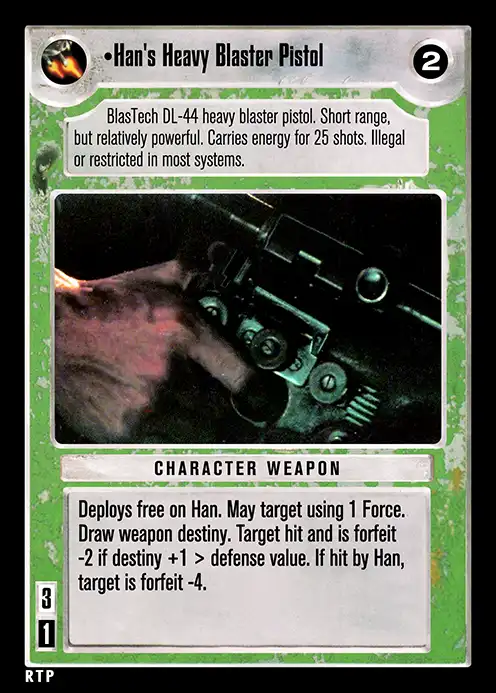 •Han's Heavy Blaster Pistol
2
BlasTech DL-44 heavy blaster pistol. Short range,
but relatively powerful. Carries energy for 25 shots. Illegal
or restricted in most systems.
CHARACTER WEAPON
Deploys free on Han. May target using 1 Force.
Draw weapon destiny. Target hit and is forfeit
-2 if destiny +1 > defense value. If hit by Han,
target is forfeit -4.
3
1
RTP